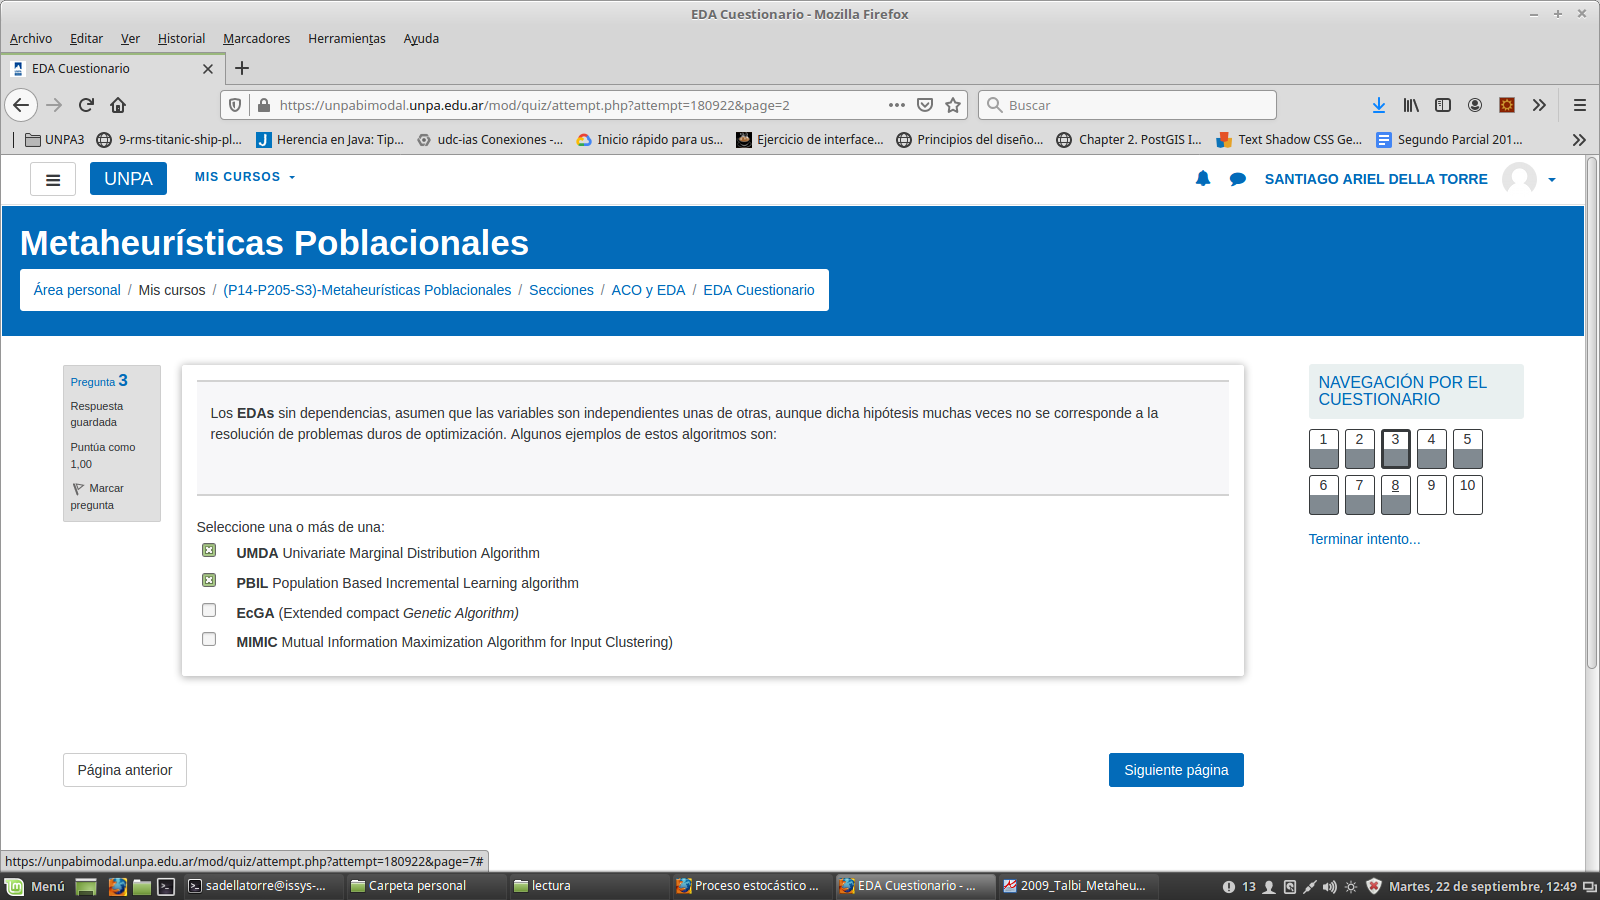 EDA Cuestionario - Mozilla Firefox
Archivo Editar Ver Historial Marcadores Herramientas Ayuda
EDA Cuestionario
https://unpabimodal.unpa.edu.ar/mod/quiz/attempt.php?attempt=180922&page=2
Buscar
UNPA3 9-rms-titanic-ship-pl... Herencia en Java: Tip... udc-ias Conexiones -... Inicio rápido para us... Ejercicio de interface... Principios del diseño... Chapter 2. PostGIS I... Text Shadow CSS Ge... Segundo Parcial 201...
UNPA MIS CURSOS SANTIAGO ARIEL DELLA TORRE
Metaheurísticas Poblacionales
Área personal / Mis cursos / (P14-P205-S3)-Metaheurísticas Poblacionales / Secciones / ACO y EDA / EDA Cuestionario
Pregunta 3
Respuesta
guardada
Puntúa como
1,00
Marcar
pregunta
Los EDAs sin dependencias, asumen que las variables son independientes unas de otras, aunque dicha hipótesis muchas veces no se corresponde a la
resolución de problemas duros de optimización. Algunos ejemplos de estos algoritmos son:
Seleccione una o más de una:
UMDA Univariate Marginal Distribution Algorithm
PBIL Population Based Incremental Learning algorithm
EcGA (Extended compact Genetic Algorithm)
MIMIC Mutual Information Maximization Algorithm for Input Clustering)
NAVEGACIÓN POR EL
CUESTIONARIO
1 2 3 4 5
6 7 8 9 10
Terminar intento...
Página anterior
Siguiente página
https://unpabimodal.unpa.edu.ar/mod/quiz/attempt.php?attempt=180922&page=7#
Menú sadellatorre@issys-... Carpeta personal lectura Proceso estocástico ... EDA Cuestionario - ... 2009_Talbi_Metaheu... 13 Martes, 22 de septiembre, 12:49